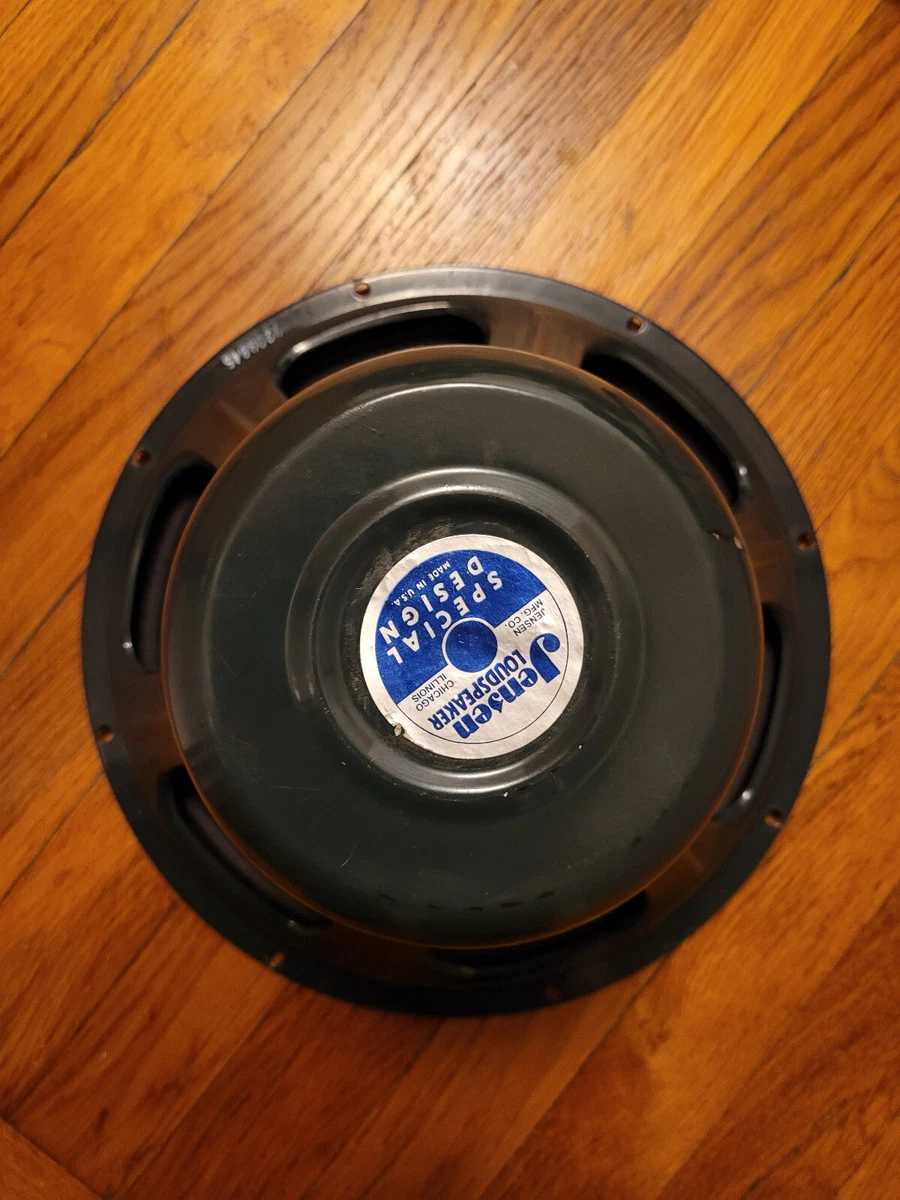 Jensen
LOUDSPEAKER
JENSEN
MFG. CO.
CHICAGO
ILLINOIS
SPECIAL
DESIGN
MADE IN U.S.A.